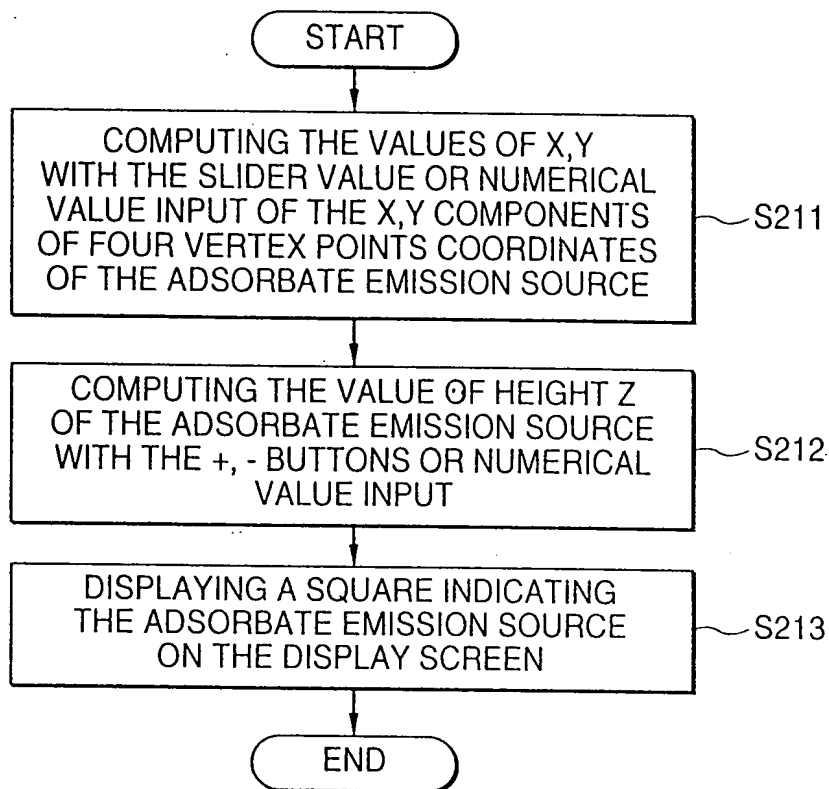 START
COMPUTING THE VALUES OF X,Y
WITH THE SLIDER VALUE OR NUMERICAL
VALUE INPUT OF THE X,Y COMPONENTS
OF FOUR VERTEX POINTS COORDINATES
OF THE ADSORBATE EMISSION SOURCE
S211
COMPUTING THE VALUE OF HEIGHT Z
OF THE ADSORBATE EMISSION SOURCE
WITH THE +, - BUTTONS OR NUMERICAL
VALUE INPUT
S212
DISPLAYING A SQUARE INDICATING
THE ADSORBATE EMISSION SOURCE
ON THE DISPLAY SCREEN
S213
END